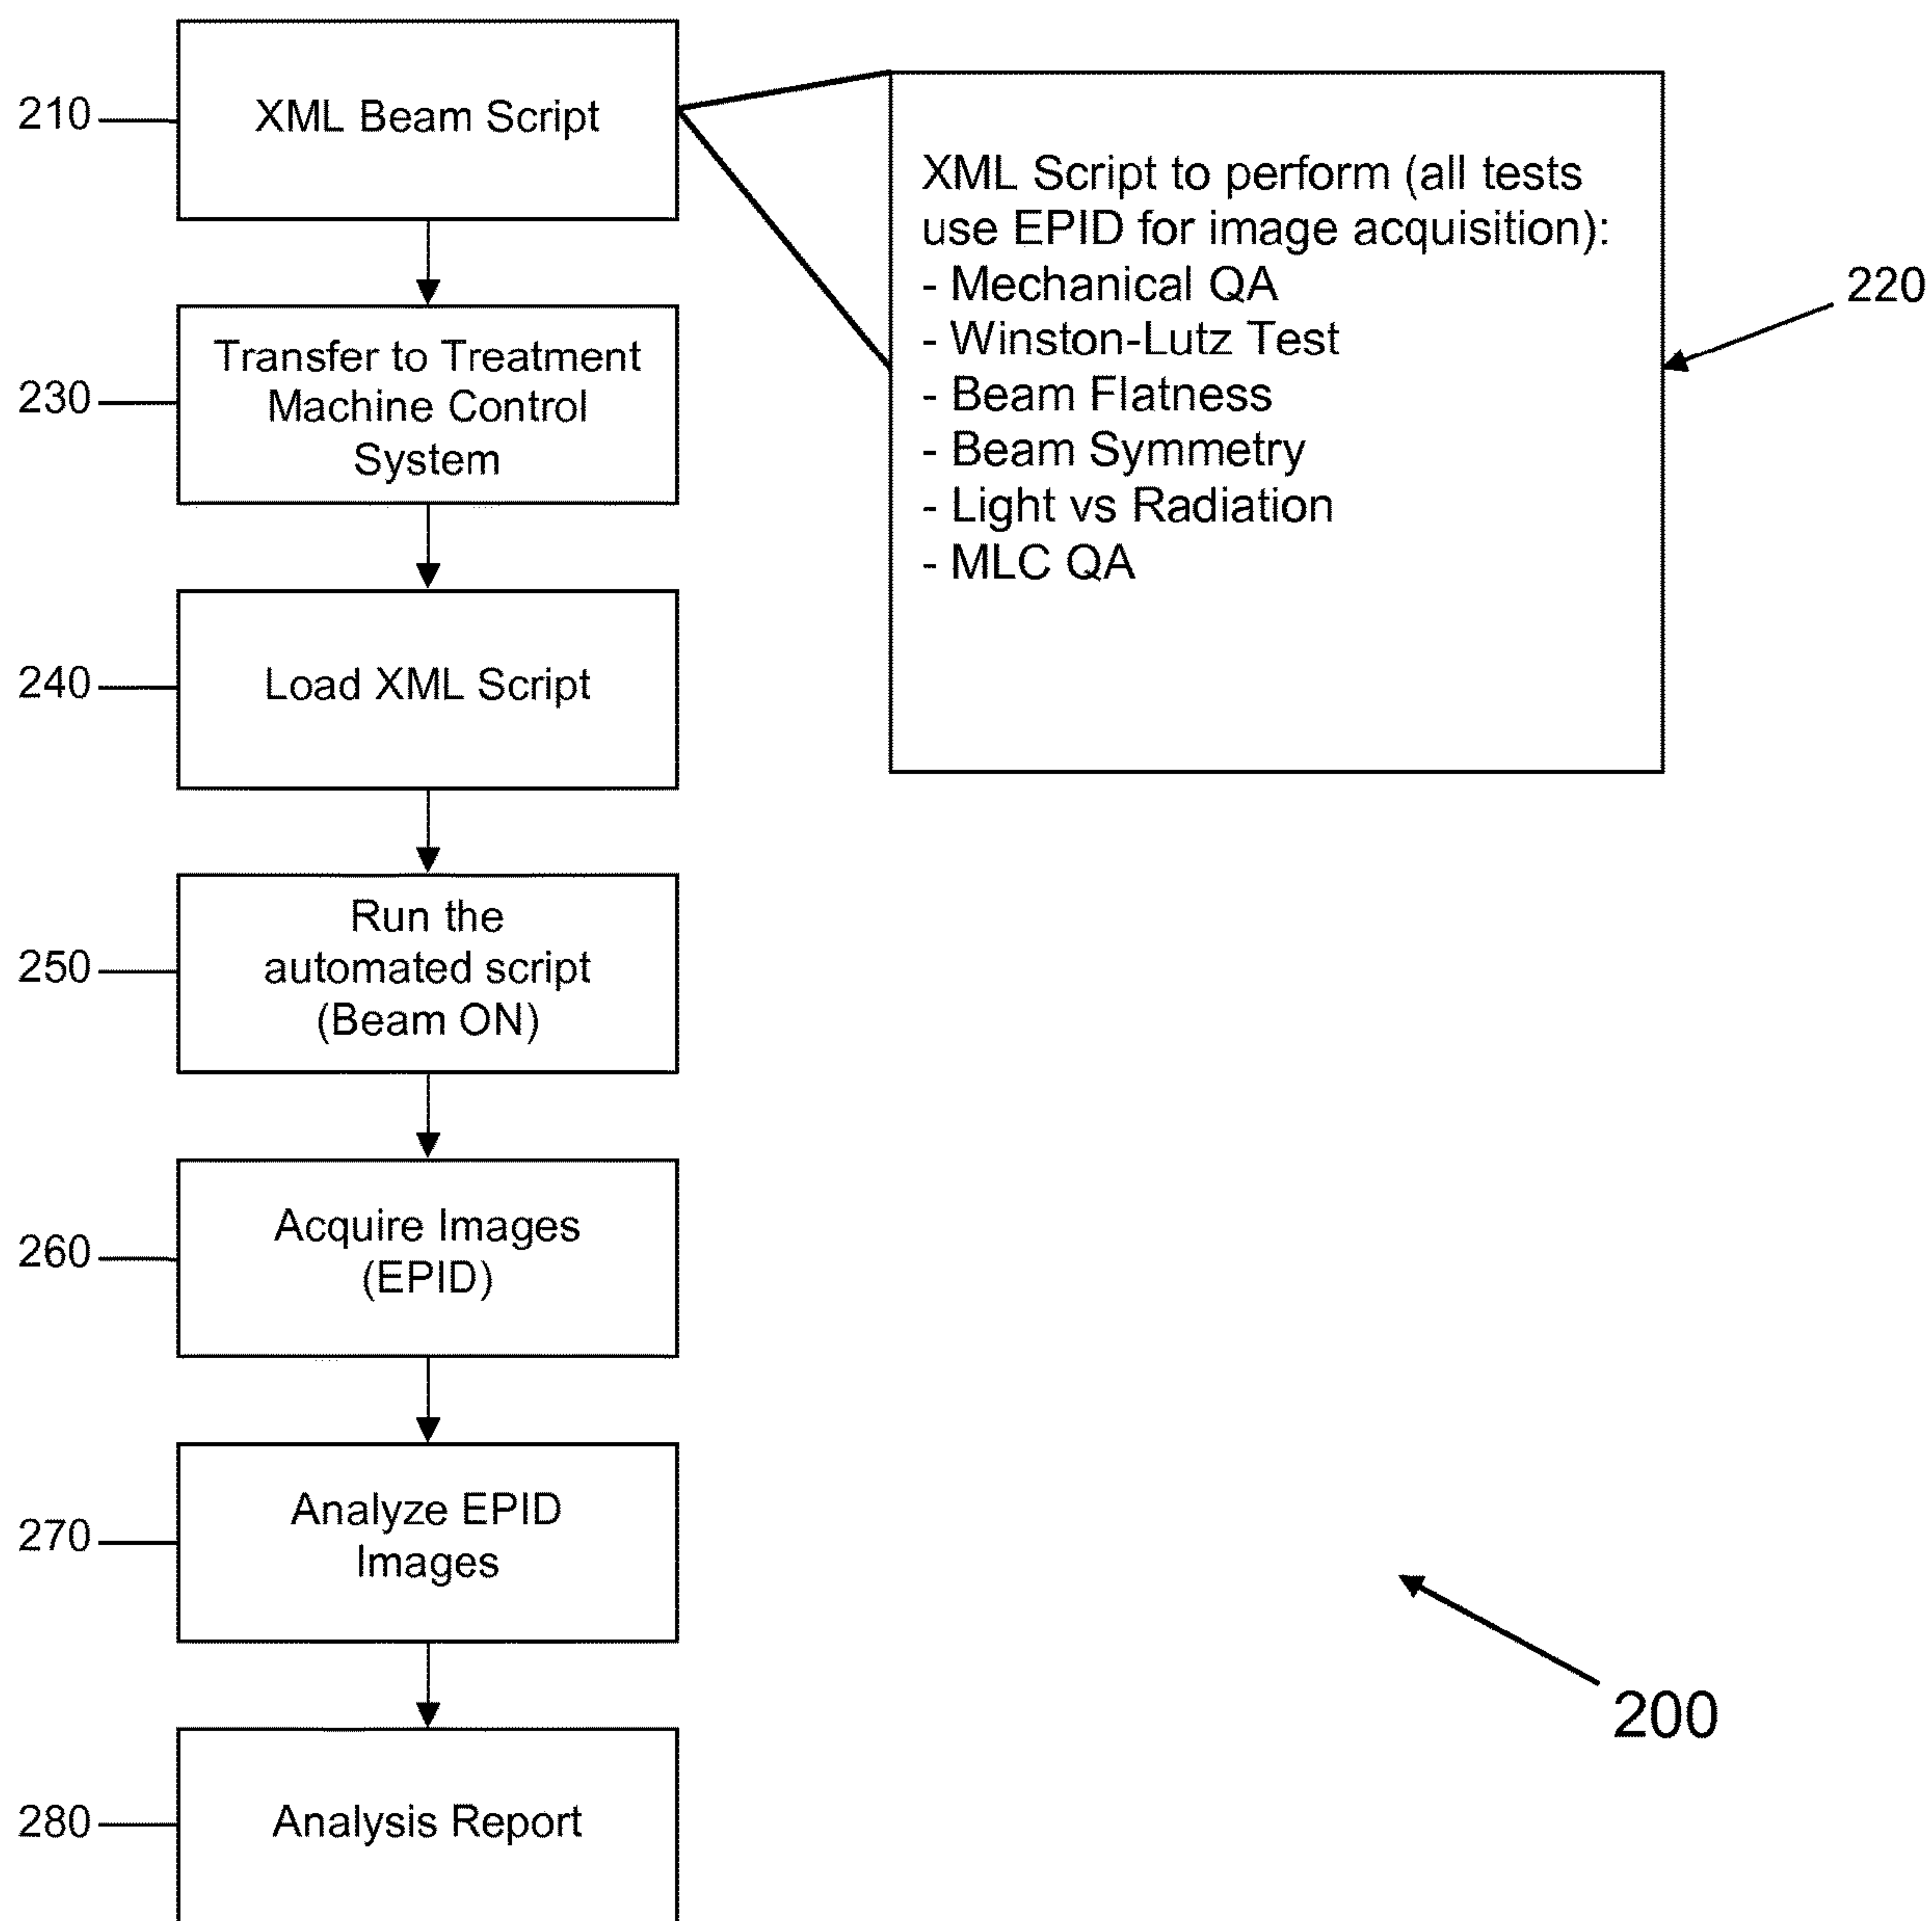 210
XML Beam Script
XML Script to perform (all tests
use EPID for image acquisition):
- Mechanical QA
- Winston-Lutz Test
- Beam Flatness
- Beam Symmetry
- Light vs Radiation
- MLC QA
220
230
Transfer to Treatment
Machine Control
System
240
Load XML Script
250
Run the
automated script
(Beam ON)
260
Acquire Images
(EPID)
270
Analyze EPID
Images
200
280
Analysis Report